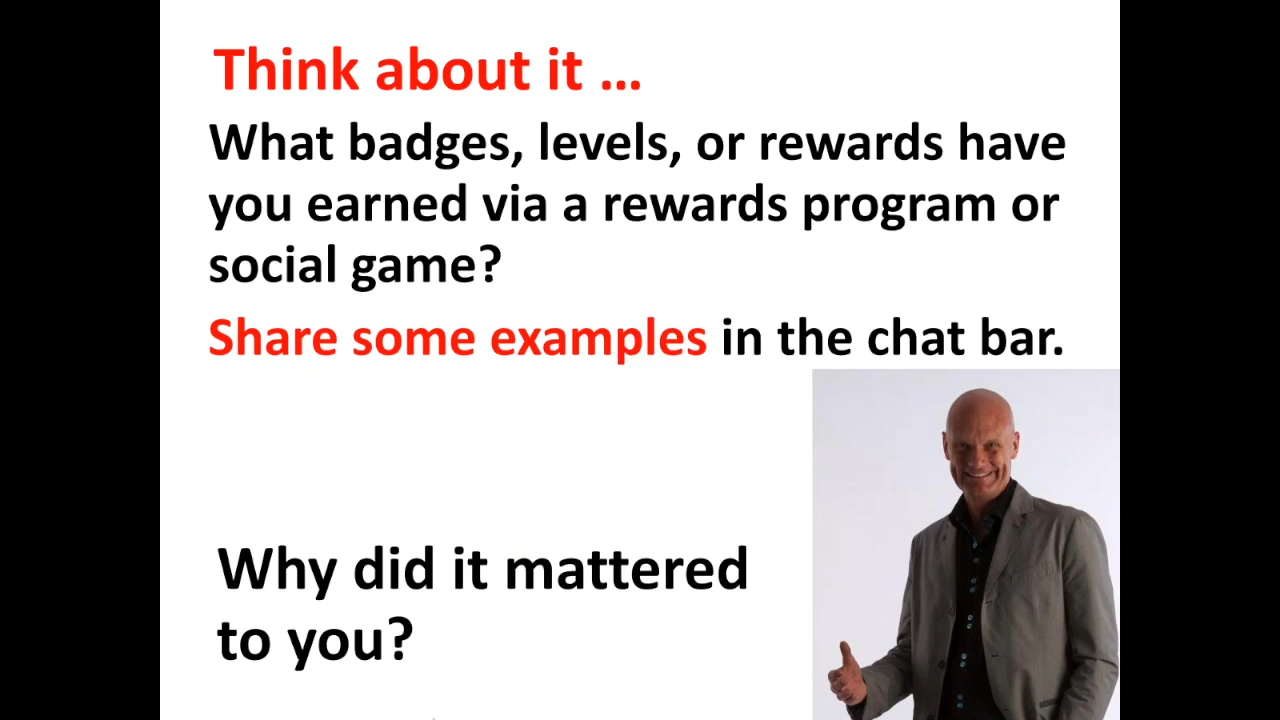 Think about it ...
What badges, levels, or rewards have
you earned via a rewards program or
social game?
Share some examples in the chat bar.
Why did it mattered
to you?